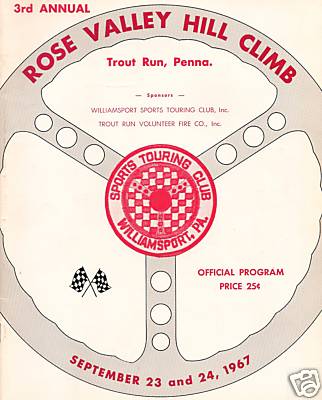 3rd ANNUAL
ROSE VALLEY HILL CLIMB
Trout Run, Penna.
— Sponsors —
WILLIAMSPORT SPORTS TOURING CLUB, Inc.
TROUT RUN VOLUNTEER FIRE CO., Inc.
SPORTS TOURING CLUB
WILLIAMSPORT, PA.
OFFICIAL PROGRAM
PRICE 25¢
SEPTEMBER 23 and 24, 1967